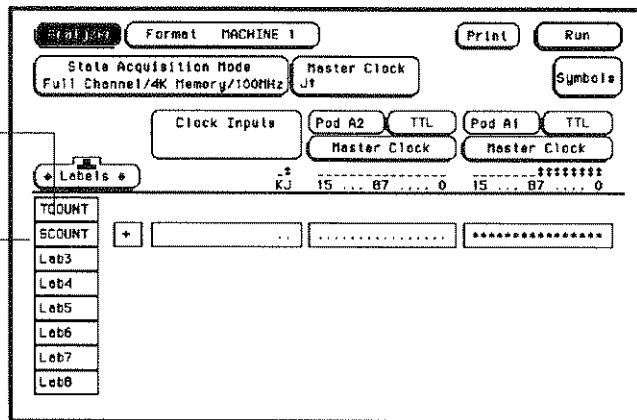 Format MACHINE 1 Print Run
State Acquisition Mode Master Clock Symbols
Full Channel/4K Memory/100MHz J↑
Clock Inputs Pod A2 TTL Pod A1 TTL
Master Clock Master Clock
Labels
KJ 15 ... 87 .... 0 15 ... 87 .... 0
TCOUNT
SCOUNT + .. ................ ****************
Lab3
Lab4
Lab5
Lab6
Lab7
Lab8